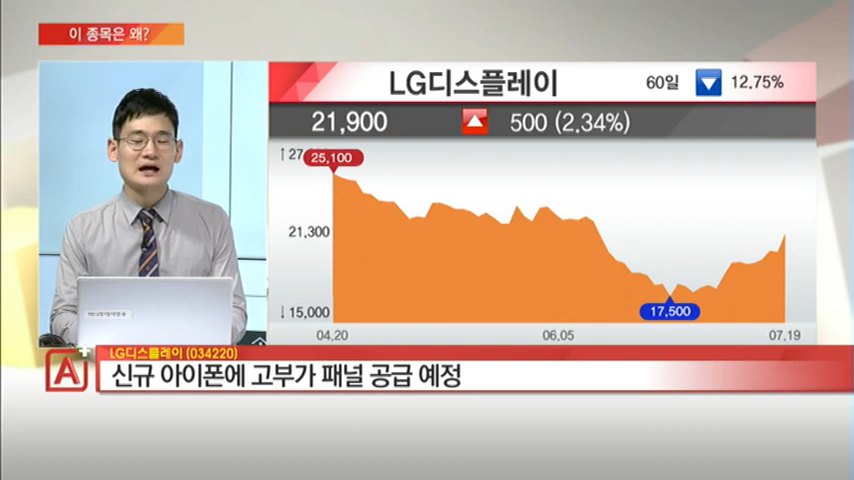 이 종목은 왜?
LG디스플레이
60일 ▼ 12.75%
21,900 ▲ 500 (2.34%)
25,100
21,300
↓15,000
17,500
04,20
06,05
07,19
LG디스플레이 (034220)
A+
신규 아이폰에 고부가 패널 공급 예정